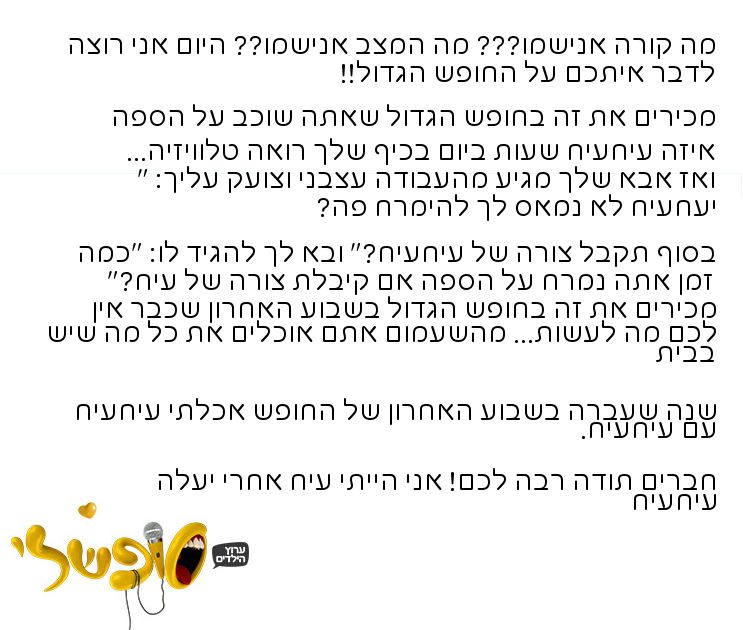 מה קורה אנישמו??? מה המצב אנישמו?? היום אני רוצה
לדבר איתכם על החופש הגדול!!
מכירים את זה בחופש הגדול שאתה שוכב על הספה
איזה עיחעיח שעות ביום בכיף שלך רואה טלוויזיה...
ואז אבא שלך מגיע מהעבודה עצבני וצועק עליך: "
יעחעיח לא נמאס לך להימרח פה?
בסוף תקבל צורה של עיחעיח?" ובא לך להגיד לו: "כמה
זמן אתה נמרח על הספה אם קיבלת צורה של עיח?"
מכירים את זה בחופש הגדול בשבוע האחרון שכבר אין
לכם מה לעשות... מהשעמום אתם אוכלים את כל מה שיש
בבית
שנה שעברה בשבוע האחרון של החופש אכלתי עיחעיח
עם עיחעיח.
חברים תודה רבה לכם! אני הייתי עיח אחרי יעלה
עיחעיח
סופשלי
ערוץ
הילדים